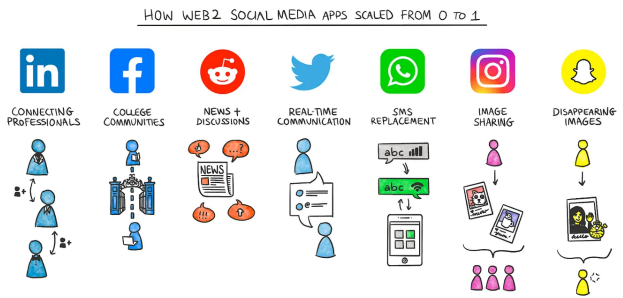 HOW WEB2 SOCIAL MEDIA APPS SCALED FROM 0 TO 1
in
f
CONNECTING
PROFESSIONALS
COLLEGE
COMMUNITIES
NEWS +
DISCUSSIONS
REAL-TIME
COMMUNICATION
SMS
REPLACEMENT
IMAGE
SHARING
DISAPPEARING
IMAGES
...?
NEWS
!!!
@
abc
abc
hello